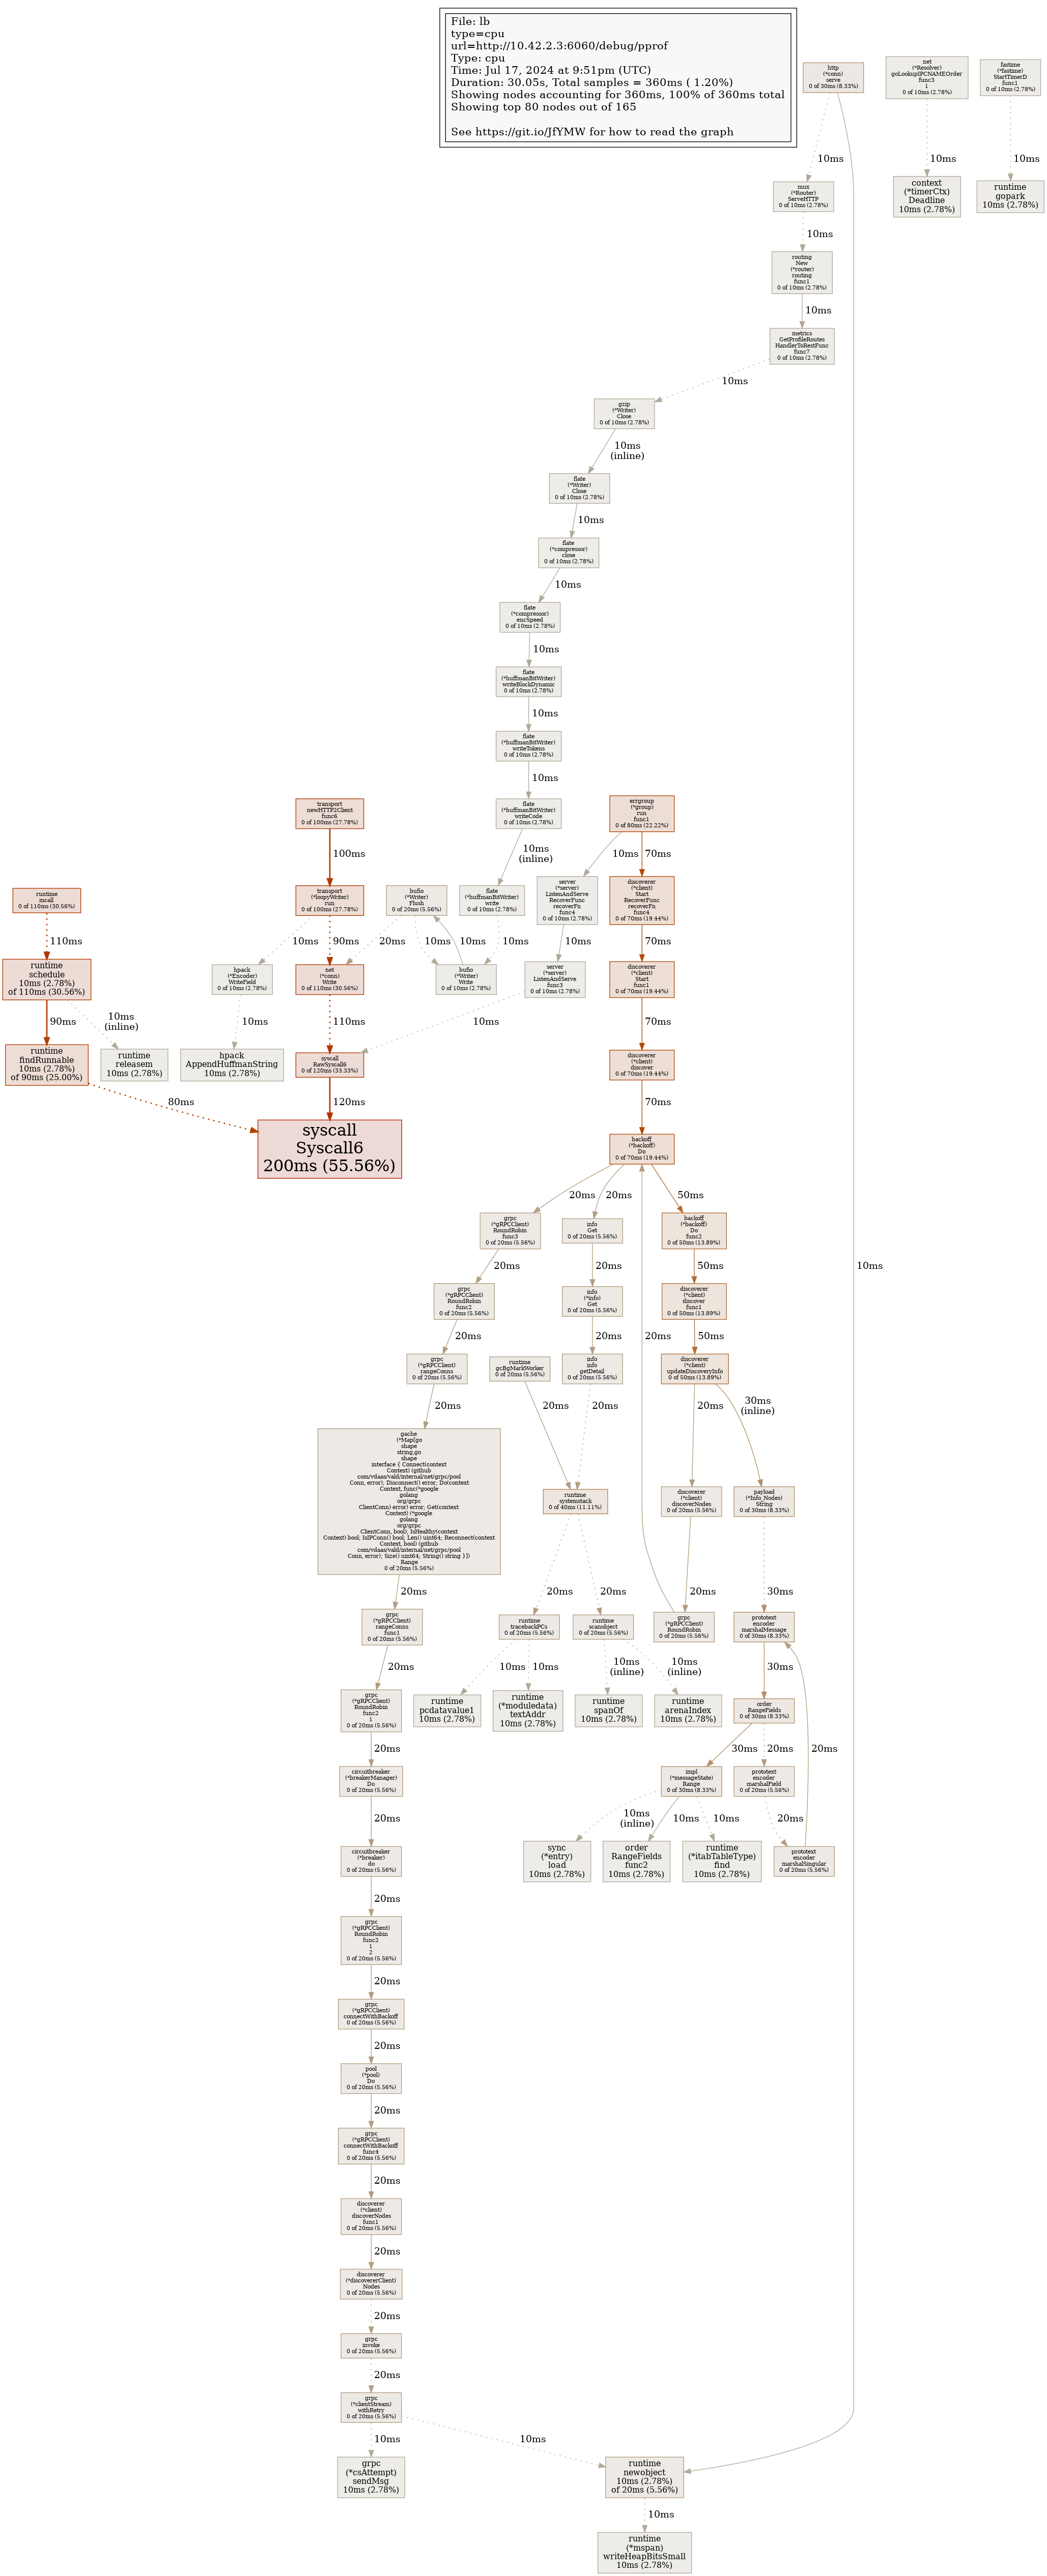 File: lb
type=cpu
url=http://10.42.2.3:6060/debug/pprof
Type: cpu
Time: Jul 17, 2024 at 9:51pm (UTC)
Duration: 30.05s, Total samples = 360ms ( 1.20%)
Showing nodes accounting for 360ms, 100% of 360ms total
Showing top 80 nodes out of 165
See https://git.io/JfYMW for how to read the graph
http
(*conn)
serve
0 of 30ms (8.33%)
net
(*Resolver)
goLookupIPCNAMEOrder
func3
1
0 of 10ms (2.78%)
fastime
(*fastime)
StartTimerD
func1
0 of 10ms (2.78%)
10ms
10ms
10ms
mux
(*Router)
ServeHTTP
0 of 10ms (2.78%)
context
(*timerCtx)
Deadline
10ms (2.78%)
runtime
gopark
10ms (2.78%)
10ms
routing
New
(*router)
routing
func1
0 of 10ms (2.78%)
10ms
metrics
GetProfileRoutes
HandlerToRestFunc
func7
0 of 10ms (2.78%)
10ms
gzip
(*Writer)
Close
0 of 10ms (2.78%)
10ms
(inline)
flate
(*Writer)
Close
0 of 10ms (2.78%)
10ms
flate
(*compressor)
close
0 of 10ms (2.78%)
10ms
flate
(*compressor)
encSpeed
0 of 10ms (2.78%)
10ms
flate
(*huffmanBitWriter)
writeBlockDynamic
0 of 10ms (2.78%)
10ms
flate
(*huffmanBitWriter)
writeTokens
0 of 10ms (2.78%)
10ms
transport
newHTTP2Client
func6
0 of 100ms (27.78%)
flate
(*huffmanBitWriter)
writeCode
0 of 10ms (2.78%)
errgroup
(*group)
run
func1
0 of 80ms (22.22%)
100ms
10ms
(inline)
10ms
70ms
runtime
mcall
0 of 110ms (30.56%)
transport
(*loopyWriter)
run
0 of 100ms (27.78%)
bufio
(*Writer)
Flush
0 of 20ms (5.56%)
flate
(*huffmanBitWriter)
write
0 of 10ms (2.78%)
server
(*server)
ListenAndServe
RecoverFunc
recoverFn
func4
0 of 10ms (2.78%)
discoverer
(*client)
Start
RecoverFunc
recoverFn
func4
0 of 70ms (19.44%)
110ms
10ms
90ms
20ms
10ms
10ms
10ms
10ms
70ms
runtime
schedule
10ms (2.78%)
of 110ms (30.56%)
hpack
(*Encoder)
WriteField
0 of 10ms (2.78%)
net
(*conn)
Write
0 of 110ms (30.56%)
bufio
(*Writer)
Write
0 of 10ms (2.78%)
server
(*server)
ListenAndServe
func3
0 of 10ms (2.78%)
discoverer
(*client)
Start
func1
0 of 70ms (19.44%)
90ms
10ms
(inline)
10ms
110ms
10ms
70ms
runtime
findRunnable
10ms (2.78%)
of 90ms (25.00%)
runtime
releasem
10ms (2.78%)
hpack
AppendHuffmanString
10ms (2.78%)
syscall
RawSyscall6
0 of 120ms (33.33%)
discoverer
(*client)
discover
0 of 70ms (19.44%)
80ms
120ms
70ms
syscall
Syscall6
200ms (55.56%)
backoff
(*backoff)
Do
0 of 70ms (19.44%)
20ms
20ms
50ms
grpc
(*gRPCClient)
RoundRobin
func3
0 of 20ms (5.56%)
info
Get
0 of 20ms (5.56%)
backoff
(*backoff)
Do
func2
0 of 50ms (13.89%)
20ms
20ms
50ms
10ms
grpc
(*gRPCClient)
RoundRobin
func2
0 of 20ms (5.56%)
info
(*info)
Get
0 of 20ms (5.56%)
discoverer
(*client)
discover
func1
0 of 50ms (13.89%)
20ms
20ms
20ms
50ms
grpc
(*gRPCClient)
rangeConns
0 of 20ms (5.56%)
runtime
gcBgMarkWorker
0 of 20ms (5.56%)
info
info
getDetail
0 of 20ms (5.56%)
discoverer
(*client)
updateDiscoveryInfo
0 of 50ms (13.89%)
20ms
20ms
20ms
20ms
30ms
(inline)
gache
(*Map[go
shape
string,go
shape
interface { Connect(context
Context) (github
com/vdaas/vald/internal/net/grpc/pool
Conn, error); Disconnect() error; Do(context
Context, func(*google
golang
org/grpc
ClientConn) error) error; Get(context
Context) (*google
golang
org/grpc
ClientConn, bool); IsHealthy(context
Context) bool; IsIPConn() bool; Len() uint64; Reconnect(context
Context, bool) (github
com/vdaas/vald/internal/net/grpc/pool
Conn, error); Size() uint64; String() string }])
Range
0 of 20ms (5.56%)
runtime
systemstack
0 of 40ms (11.11%)
discoverer
(*client)
discoverNodes
0 of 20ms (5.56%)
payload
(*Info_Nodes)
String
0 of 30ms (8.33%)
20ms
20ms
20ms
20ms
30ms
grpc
(*gRPCClient)
rangeConns
func1
0 of 20ms (5.56%)
runtime
tracebackPCs
0 of 20ms (5.56%)
runtime
scanobject
0 of 20ms (5.56%)
grpc
(*gRPCClient)
RoundRobin
0 of 20ms (5.56%)
prototext
encoder
marshalMessage
0 of 30ms (8.33%)
20ms
10ms
10ms
10ms
(inline)
10ms
(inline)
30ms
grpc
(*gRPCClient)
RoundRobin
func2
1
0 of 20ms (5.56%)
runtime
pcdatavalue1
10ms (2.78%)
runtime
(*moduledata)
textAddr
10ms (2.78%)
runtime
spanOf
10ms (2.78%)
runtime
arenaIndex
10ms (2.78%)
order
RangeFields
0 of 30ms (8.33%)
20ms
30ms
20ms
20ms
circuitbreaker
(*breakerManager)
Do
0 of 20ms (5.56%)
impl
(*messageState)
Range
0 of 30ms (8.33%)
prototext
encoder
marshalField
0 of 20ms (5.56%)
20ms
10ms
(inline)
10ms
10ms
20ms
circuitbreaker
(*breaker)
do
0 of 20ms (5.56%)
sync
(*entry)
load
10ms (2.78%)
order
RangeFields
func2
10ms (2.78%)
runtime
(*itabTableType)
find
10ms (2.78%)
prototext
encoder
marshalSingular
0 of 20ms (5.56%)
20ms
grpc
(*gRPCClient)
RoundRobin
func2
1
2
0 of 20ms (5.56%)
20ms
grpc
(*gRPCClient)
connectWithBackoff
0 of 20ms (5.56%)
20ms
pool
(*pool)
Do
0 of 20ms (5.56%)
20ms
grpc
(*gRPCClient)
connectWithBackoff
func4
0 of 20ms (5.56%)
20ms
discoverer
(*client)
discoverNodes
func1
0 of 20ms (5.56%)
20ms
discoverer
(*discovererClient)
Nodes
0 of 20ms (5.56%)
20ms
grpc
invoke
0 of 20ms (5.56%)
20ms
grpc
(*clientStream)
withRetry
0 of 20ms (5.56%)
10ms
10ms
grpc
(*csAttempt)
sendMsg
10ms (2.78%)
runtime
newobject
10ms (2.78%)
of 20ms (5.56%)
10ms
runtime
(*mspan)
writeHeapBitsSmall
10ms (2.78%)